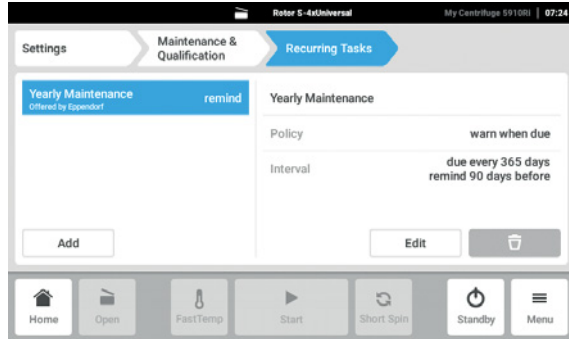 Rotor S-4xUniversal
My Centrifuge 5910Ri | 07:24
Settings
Maintenance &
Qualification
Recurring Tasks
Yearly Maintenance
Offered by Eppendorf
remind
Yearly Maintenance
Policy
warn when due
Interval
due every 365 days
remind 90 days before
Add
Edit
Home
Open
FastTemp
Start
Short Spin
Standby
Menu